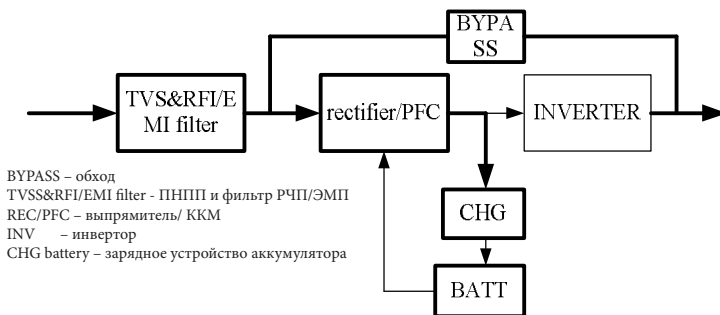 BYPA
SS
TVS&RFI/E
MI filter
rectifier/PFC
INVERTER
CHG
BATT
BYPASS – обход
TVSS&RFI/EMI filter - ПНПП и фильтр РЧП/ЭМП
REC/PFC – выпрямитель/ ККМ
INV – инвертор
CHG battery – зарядное устройство аккумулятора